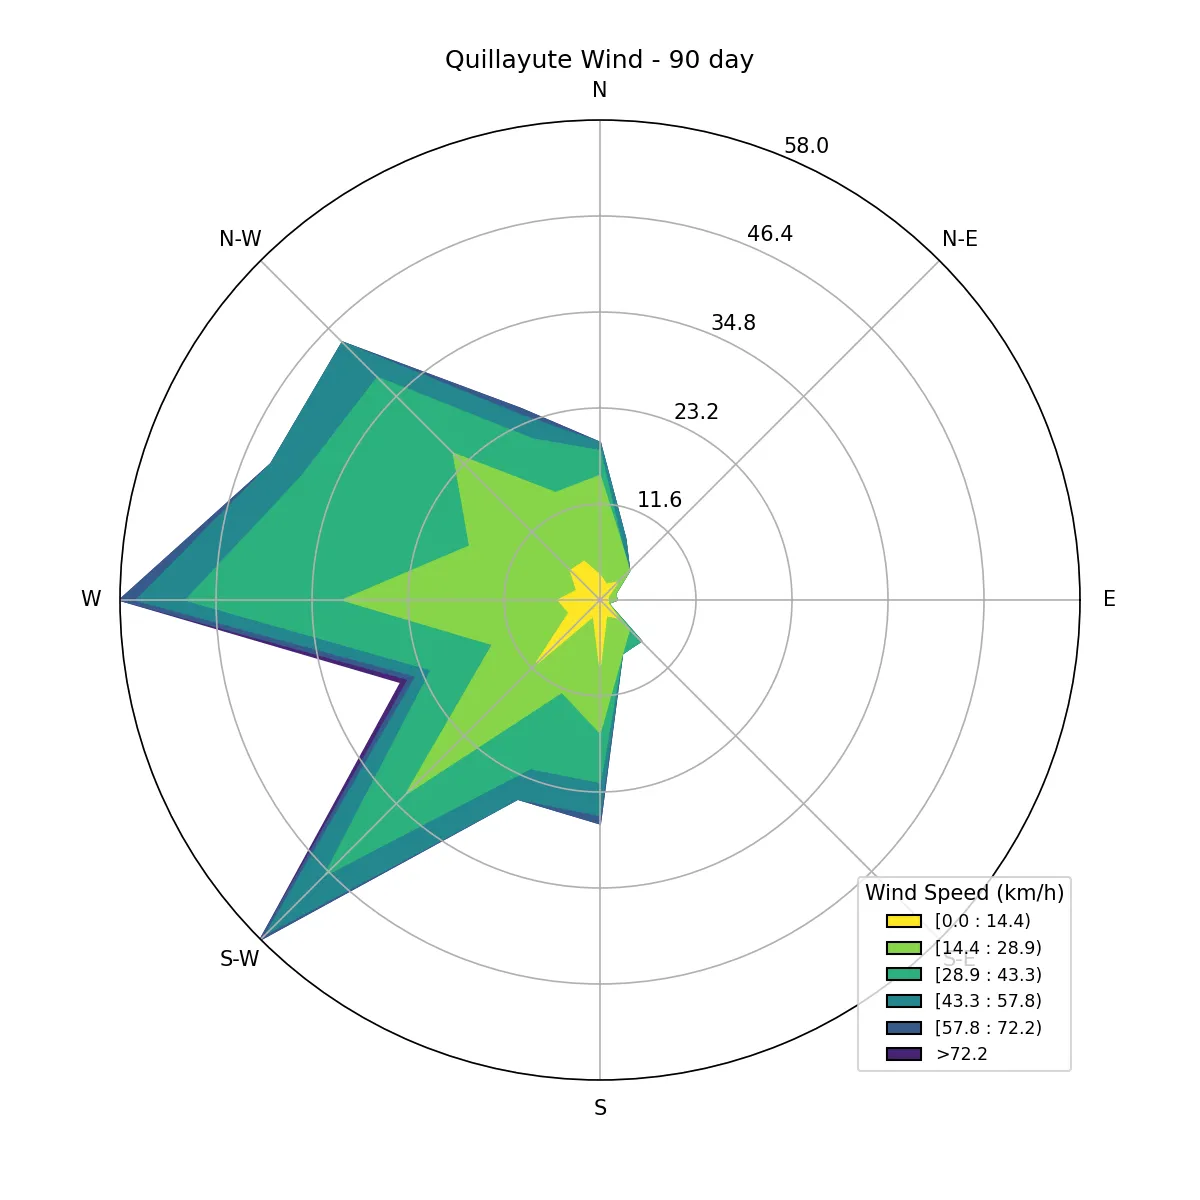 Quillayute Wind - 90 day
N
58.0
N-W
46.4
N-E
34.8
23.2
11.6
W
E
S-W
S-E
S
Wind Speed (km/h)
[0.0 : 14.4)
[14.4 : 28.9)
[28.9 : 43.3)
[43.3 : 57.8)
[57.8 : 72.2)
>72.2